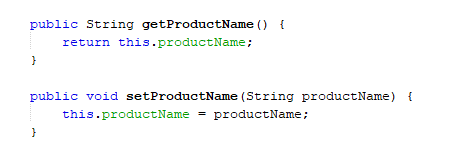 public String getProductName() {
    return this.productName;
}

public void setProductName(String productName) {
    this.productName = productName;
}